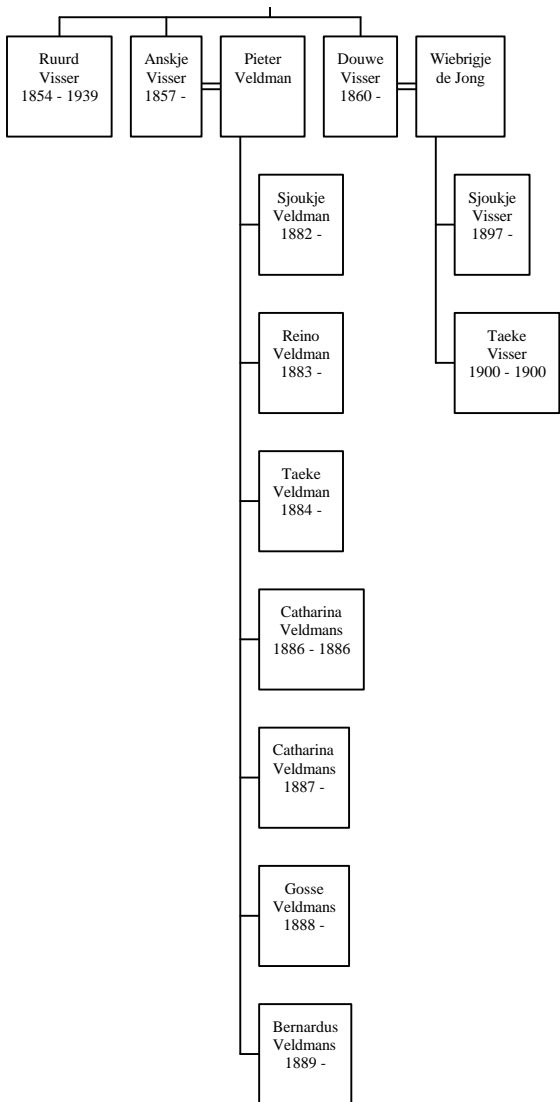 Ruurd
Visser
1854 - 1939
Anskje
Visser
1857 -
Pieter
Veldman
Douwe
Visser
1860 -
Wiebrigje
de Jong
Sjoukje
Veldman
1882 -
Sjoukje
Visser
1897 -
Reino
Veldman
1883 -
Taeke
Visser
1900 - 1900
Taeke
Veldman
1884 -
Catharina
Veldmans
1886 - 1886
Catharina
Veldmans
1887 -
Gosse
Veldmans
1888 -
Bernardus
Veldmans
1889 -